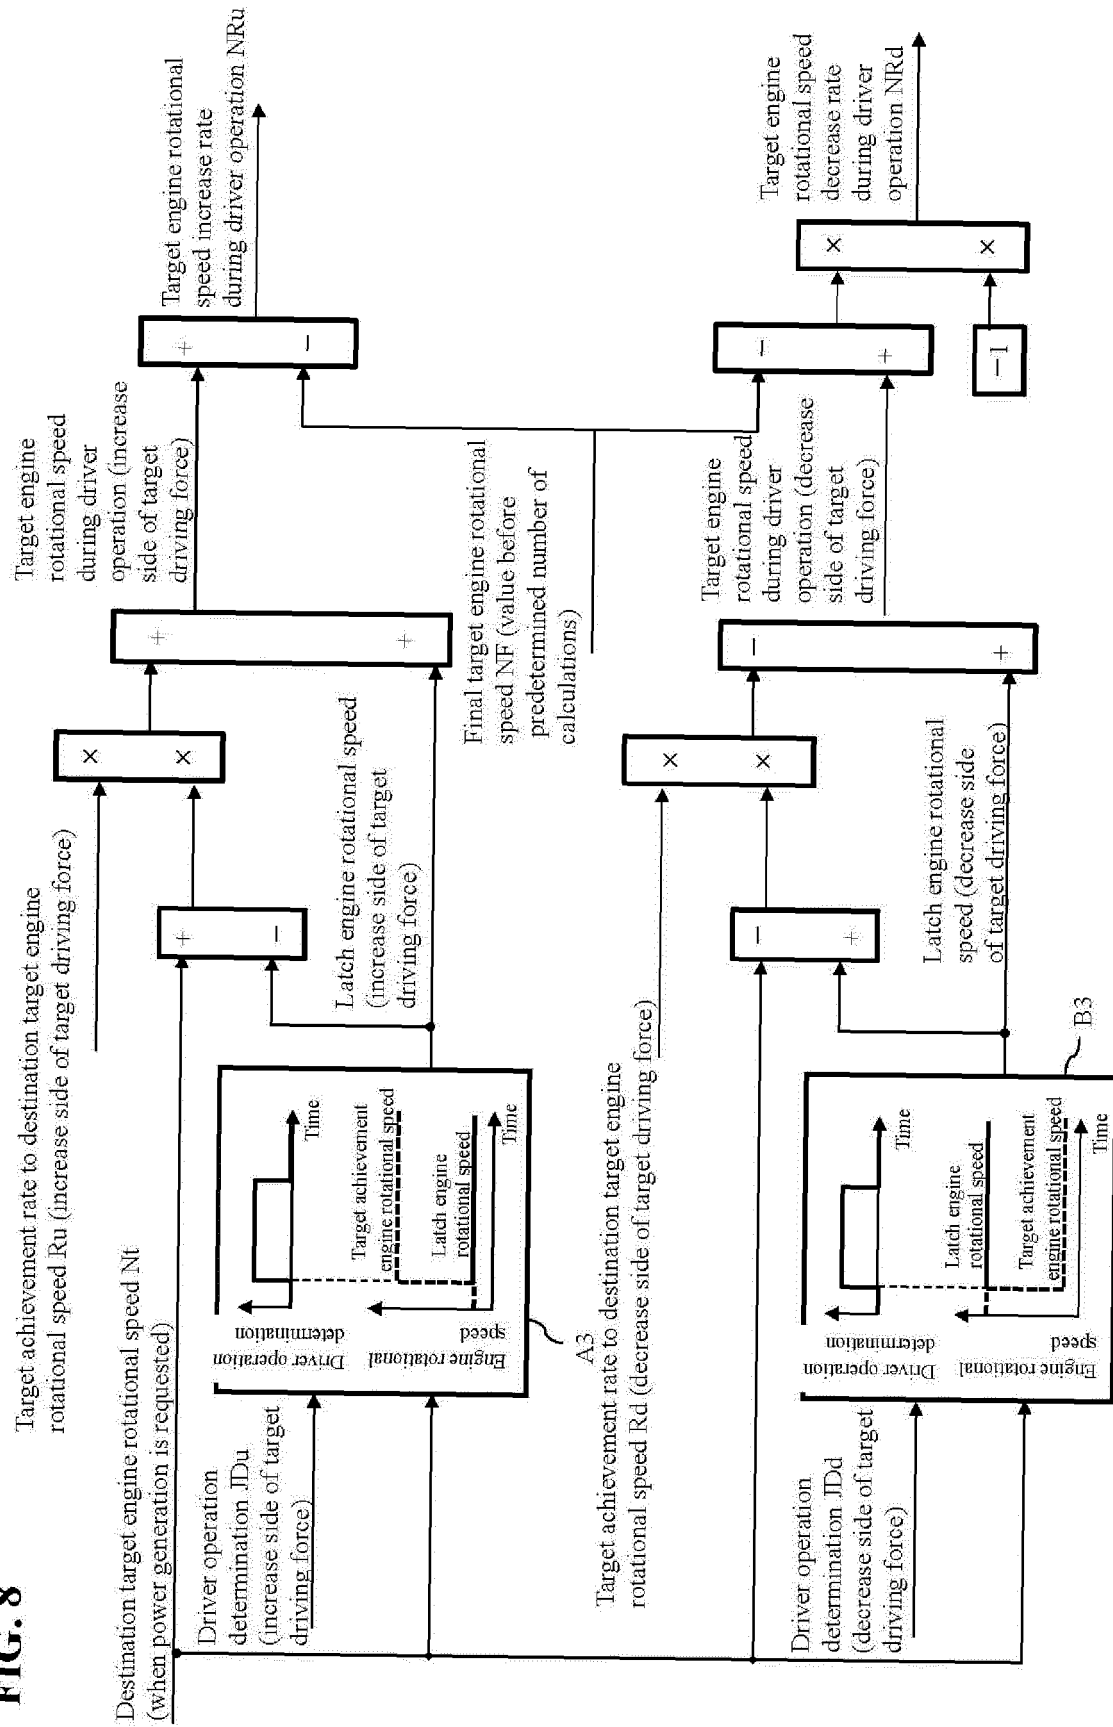 FIG. 8
Destination target engine rotational speed Nt
(when power generation is requested)
Target achievement rate to destination target engine
rotational speed Ru (increase side of target driving force)
Driver operation
determination JDu
(increase side of target
driving force)
Driver operation
determination
Time
Engine rotational
speed
Target achievement
engine rotational speed
Latch engine
rotational speed
Time
A3
+
−
×
×
Latch engine rotational speed
(increase side of target
driving force)
+
+
Target engine
rotational speed
during driver
operation (increase
side of target
driving force)
+
−
Target engine rotational
speed increase rate
during driver operation NRu
Final target engine rotational
speed NF (value before
predetermined number of
calculations)
Target achievement rate to destination target engine
rotational speed Rd (decrease side of target driving force)
Driver operation
determination JDd
(decrease side of target
driving force)
Driver operation
determination
Time
Engine rotational
speed
Latch engine
rotational speed
Target achievement
engine rotational speed
Time
B3
−
+
×
×
Latch engine rotational
speed (decrease side
of target driving force)
−
+
Target engine
rotational speed
during driver
operation (decrease
side of target
driving force)
−
+
−1
×
×
Target engine
rotational speed
decrease rate
during driver
operation NRd